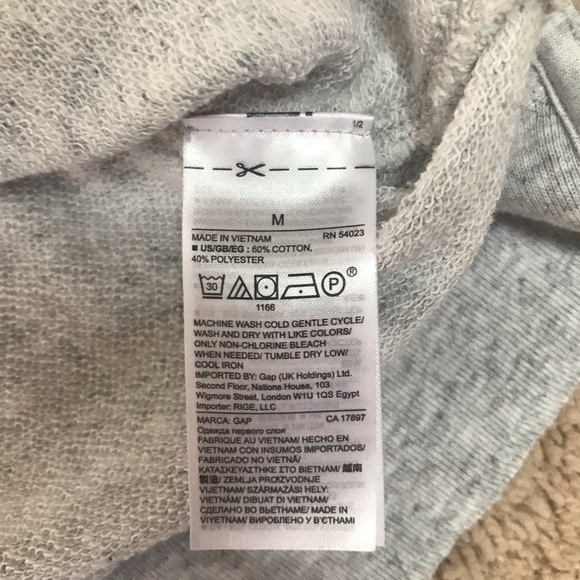 1/2
M
MADE IN VIETNAM RN 54023
■ US/GB/EG : 60% COTTON,
40% POLYESTER
30 P ®
1166
MACHINE WASH COLD GENTLE CYCLE/
WASH AND DRY WITH LIKE COLORS/
ONLY NON-CHLORINE BLEACH
WHEN NEEDED/ TUMBLE DRY LOW/
COOL IRON
IMPORTED BY: Gap (UK Holdings) Ltd.
Second Floor, Nations House, 103
Wigmore Street, London W1U 1QS Egypt
Importer: RIGE, LLC
MARCA: GAP CA 17897
Одежда первого слоя
FABRIQUE AU VIETNAM/ HECHO EN
VIETNAM CON INSUMOS IMPORTADOS/
FABRICADO NO VIETNÃ/
ΚΑΤΑΣΚΕΥΑΣΤΗΚΕ ΣΤΟ ΒΙΕΤΝΑΜ/ 越南
製造/ ZEMLJA PROIZVODNJE
VIJETNAM/ SZÁRMAZÁSI HELY:
VIETNÁM/ DIBUAT DI VIETNAM/
СДЕЛАНО ВО ВЬЕТНАМЕ/ MADE IN
VIYETNAM/ ВИРОБЛЕНО У В'ЄТНАМІ